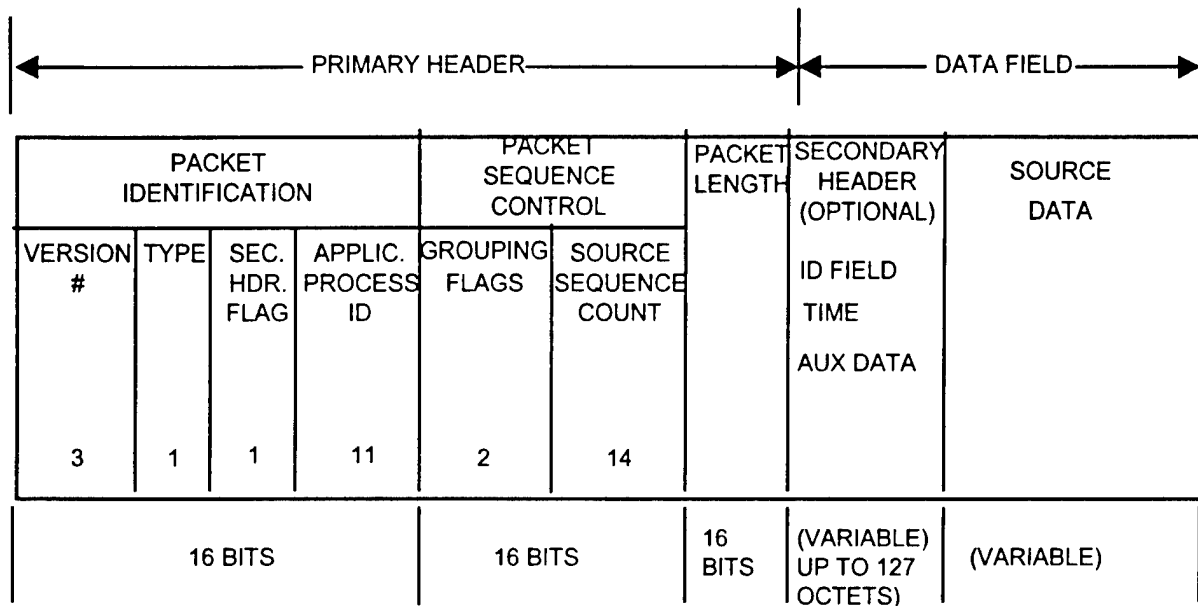 PRIMARY HEADER
DATA FIELD
PACKET
IDENTIFICATION
PACKET
SEQUENCE
CONTROL
PACKET
LENGTH
SECONDARY
HEADER
(OPTIONAL)
ID FIELD
TIME
AUX DATA
SOURCE
DATA
VERSION
#
TYPE
SEC.
HDR.
FLAG
APPLIC.
PROCESS
ID
GROUPING
FLAGS
SOURCE
SEQUENCE
COUNT
3
1
1
11
2
14
16 BITS
16 BITS
16
BITS
(VARIABLE)
UP TO 127
OCTETS)
(VARIABLE)